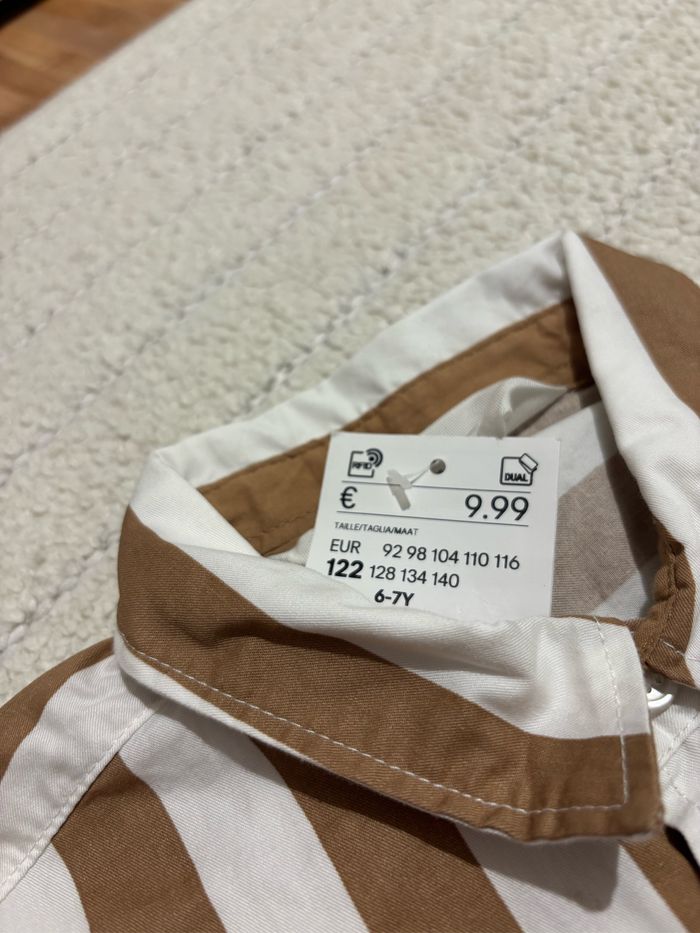 RFID
DUAL
€ 9.99
TAILLE/TAGLIA/MAAT
EUR 92 98 104 110 116
122 128 134 140
6-7Y